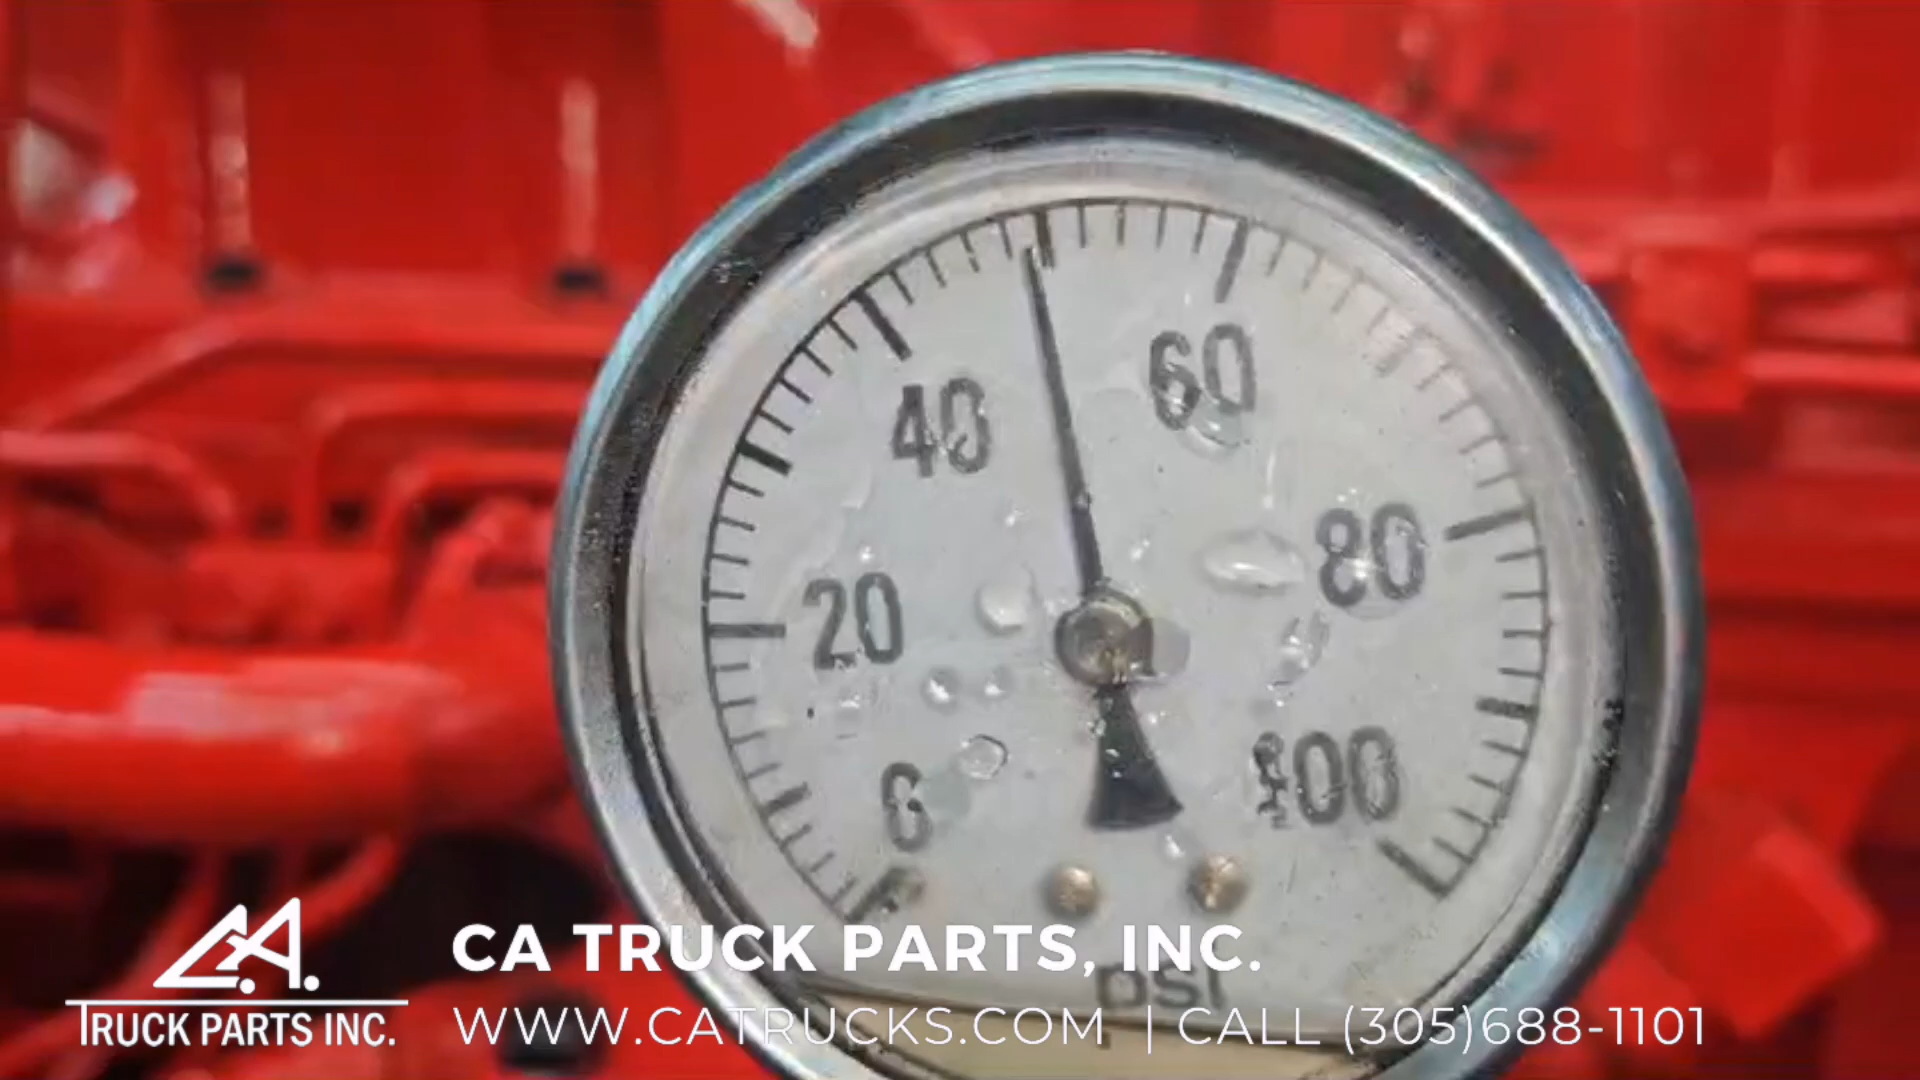 40
60
20
80
0
100
PSI
C.A.
TRUCK PARTS INC.
CA TRUCK PARTS, INC.
WWW.CATRUCKS.COM | CALL (305)688-1101